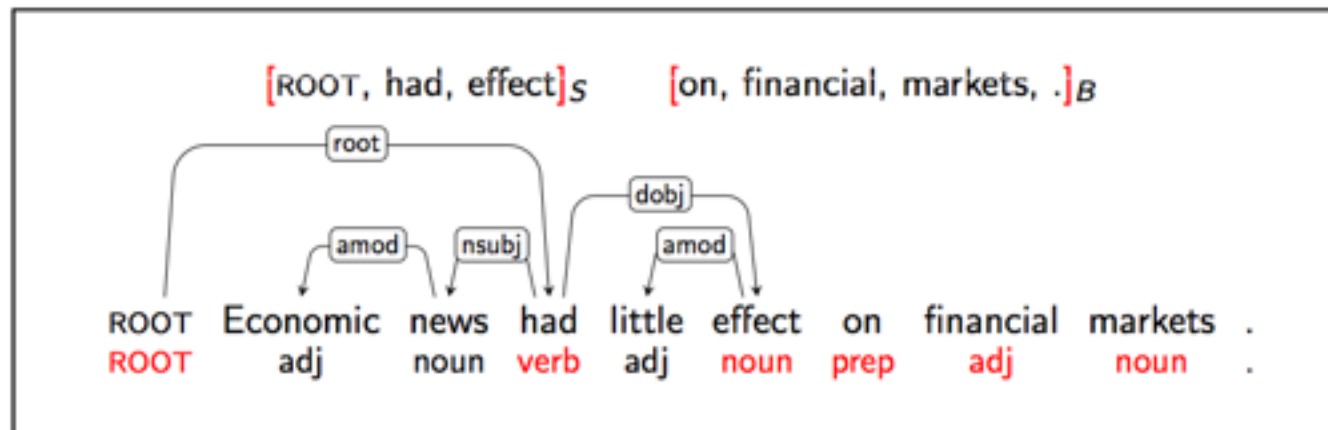 [ROOT, had, effect]S [on, financial, markets, .]B
root
dobj
amod nsubj amod
ROOT Economic news had little effect on financial markets .
ROOT adj noun verb adj noun prep adj noun .